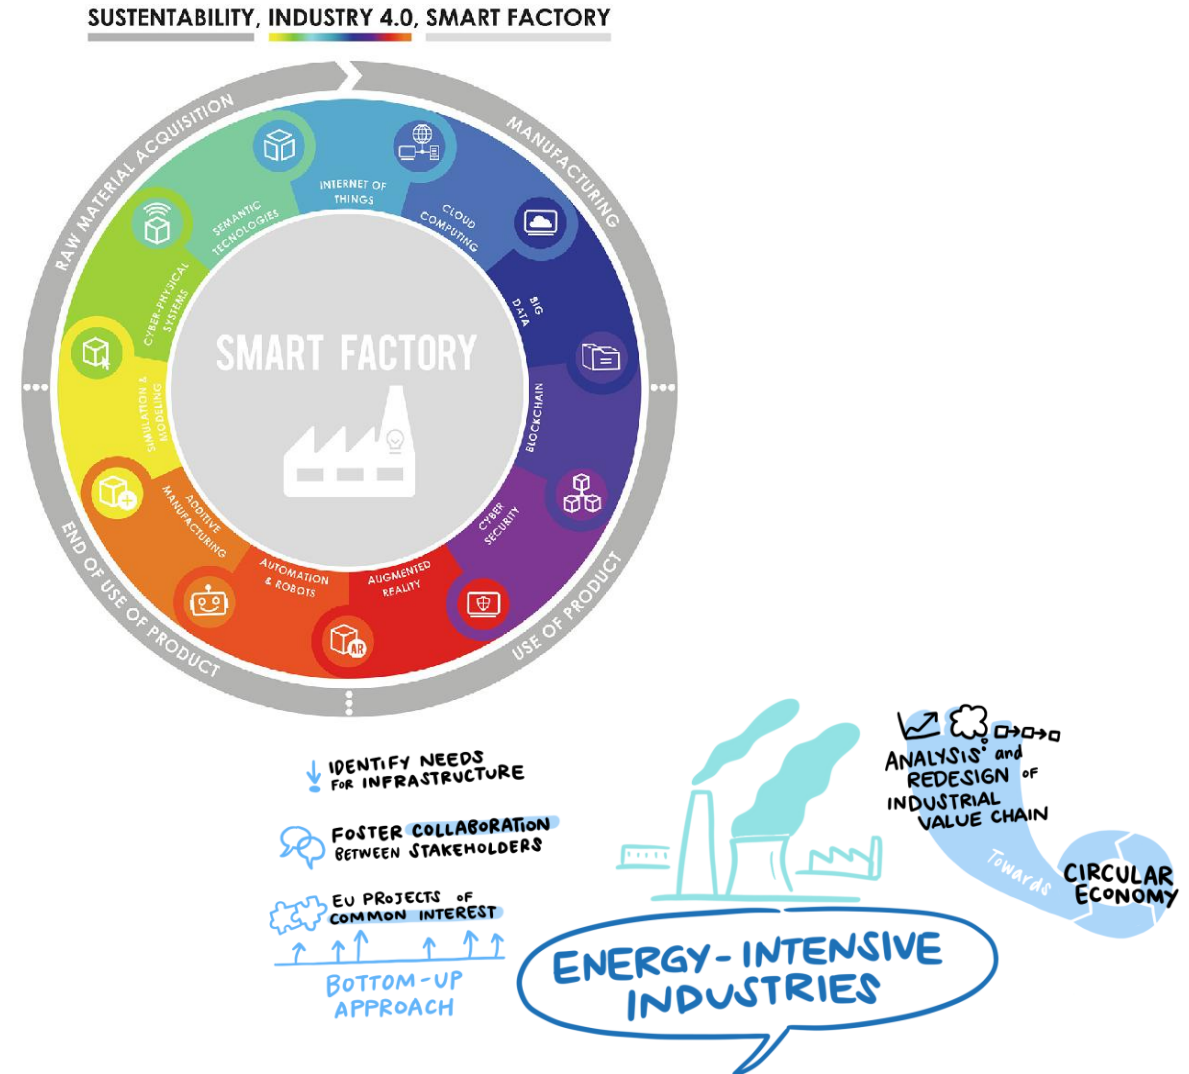 SUSTENTABILITY, INDUSTRY 4.0, SMART FACTORY
RAW MATERIAL ACQUISITION
MANUFACTURING
USE OF PRODUCT
END OF USE OF PRODUCT
INTERNET OF
THINGS
CLOUD
COMPUTING
BIG
DATA
BLOCKCHAIN
CYBER
SECURITY
AUGMENTED
REALITY
AUTOMATION
& ROBOTS
ADDITIVE
MANUFACTURING
SIMULATION &
MODELING
CYBER-PHYSICAL
SYSTEMS
SEMANTIC
TECNOLOGIES
SMART FACTORY
AR
IDENTIFY NEEDS
FOR INFRASTRUCTURE
FOSTER COLLABORATION
BETWEEN STAKEHOLDERS
EU PROJECTS OF
COMMON INTEREST
BOTTOM-UP
APPROACH
ENERGY-INTENSIVE
INDUSTRIES
ANALYSIS and
REDESIGN OF
INDUSTRIAL
VALUE CHAIN
Towards
CIRCULAR
ECONOMY